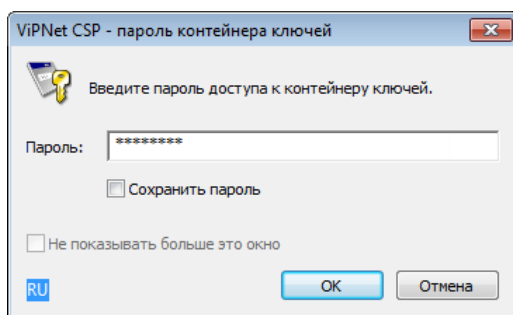 ViPNet CSP - пароль контейнера ключей
Введите пароль доступа к контейнеру ключей.
Пароль: ********
Сохранить пароль
Не показывать больше это окно
RU OK Отмена